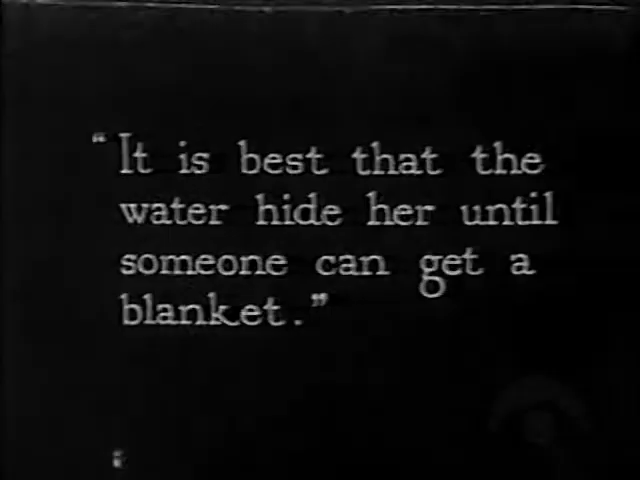 “It is best that the
water hide her until
someone can get a
blanket.”